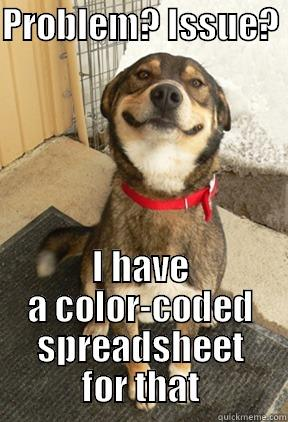 Problem? Issue?
I have
a color-coded
spreadsheet
for that
quickmeme.com